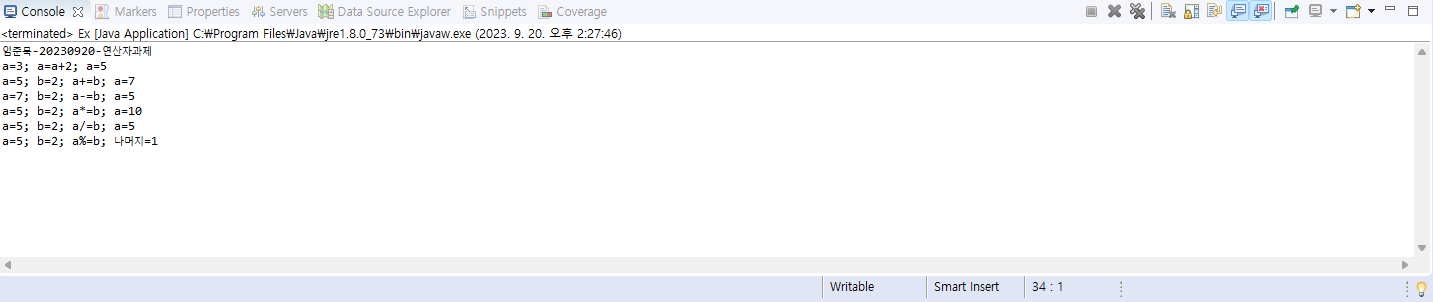 Console Markers Properties Servers Data Source Explorer Snippets Coverage
<terminated> Ex [Java Application] C:₩Program Files₩Java₩jre1.8.0_73₩bin₩javaw.exe (2023. 9. 20. 오후 2:27:46)
임준묵-20230920-연산자과제
a=3; a=a+2; a=5
a=5; b=2; a+=b; a=7
a=7; b=2; a-=b; a=5
a=5; b=2; a*=b; a=10
a=5; b=2; a/=b; a=5
a=5; b=2; a%=b; 나머지=1
Writable Smart Insert 34 : 1